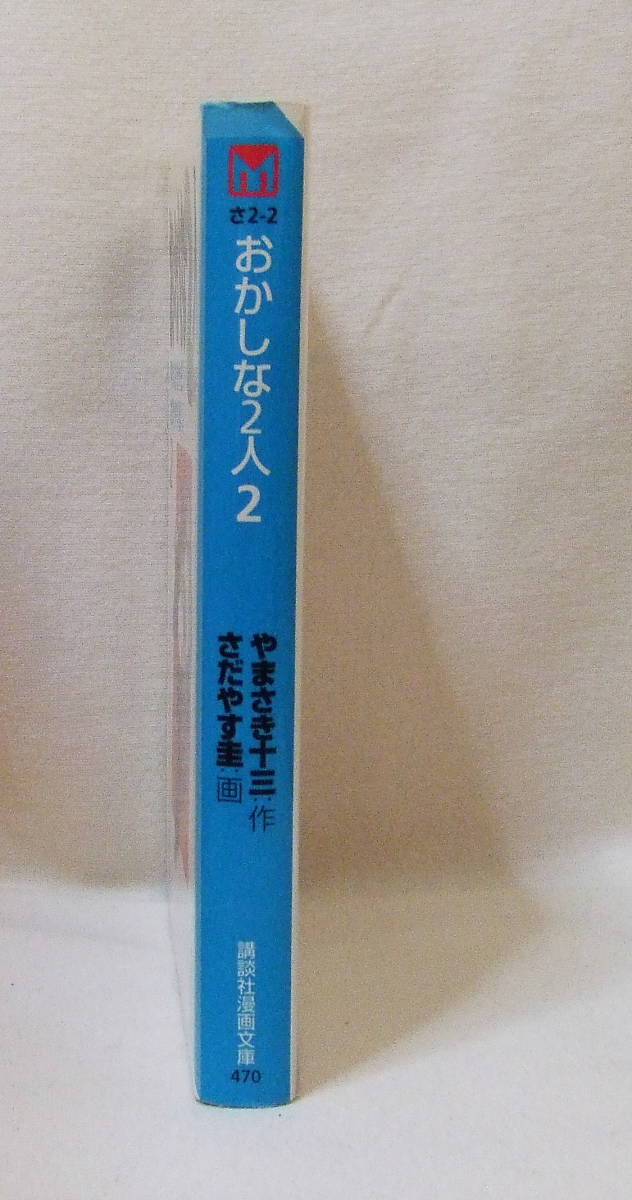 M
さ2-2
おかしな2人 2
やまさき十三:作
さだやす圭:画
講談社漫画文庫
470